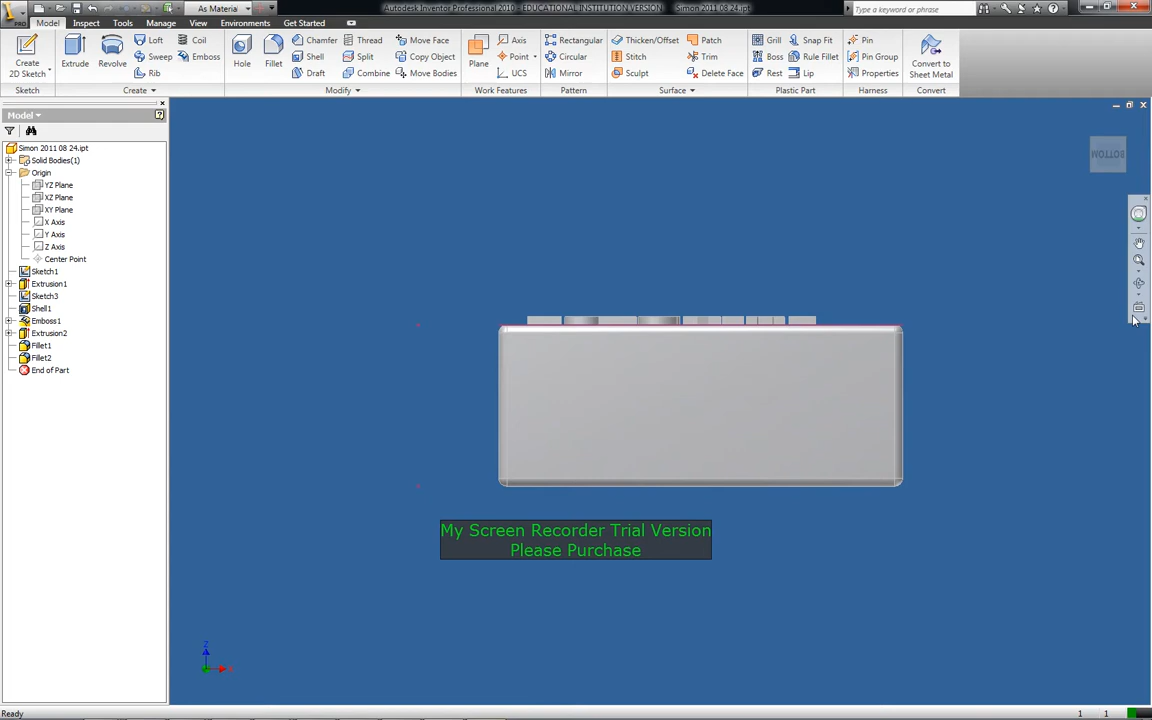 As Material
Autodesk Inventor Professional 2010 - EDUCATIONAL INSTITUTION VERSION Simon 2011 08 24.ipt
Type a keyword or phrase
PRO
Model Inspect Tools Manage View Environments Get Started
Create
2D Sketch
Extrude
Revolve
Loft
Sweep
Rib
Coil
Emboss
Hole
Fillet
Chamfer
Shell
Draft
Thread
Split
Combine
Move Face
Copy Object
Move Bodies
Plane
Axis
Point
UCS
Rectangular
Circular
Mirror
Thicken/Offset
Stitch
Sculpt
Patch
Trim
Delete Face
Grill
Boss
Rest
Snap Fit
Rule Fillet
Lip
Pin
Pin Group
Properties
Convert to
Sheet Metal
Sketch Create Modify Work Features Pattern Surface Plastic Part Harness Convert
Model
Simon 2011 08 24.ipt
Solid Bodies(1)
Origin
YZ Plane
XZ Plane
XY Plane
X Axis
Y Axis
Z Axis
Center Point
Sketch1
Extrusion1
Sketch3
Shell1
Emboss1
Extrusion2
Fillet1
Fillet2
End of Part
BOTTOM
My Screen Recorder Trial Version
Please Purchase
Z
X
Ready 1 1